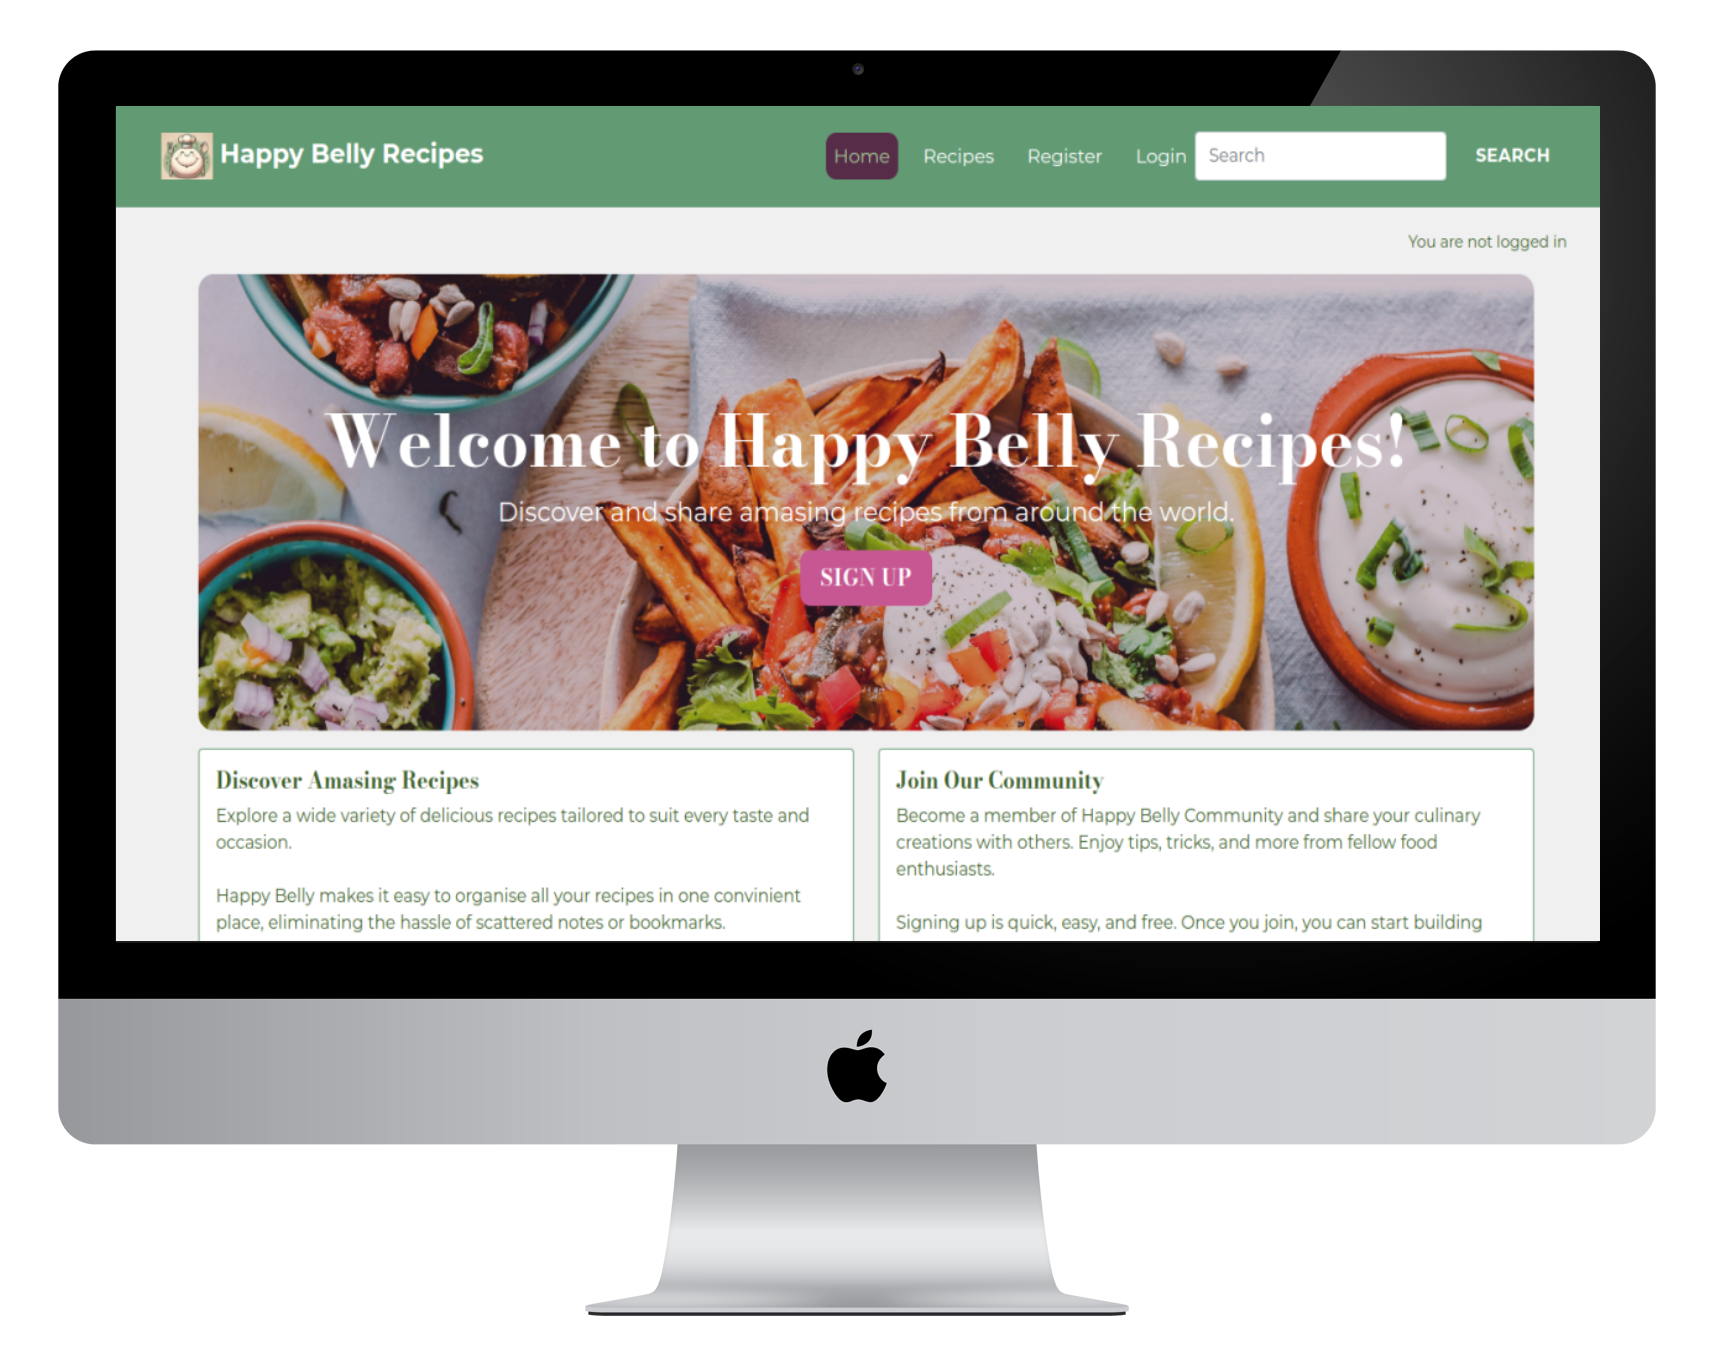 Happy Belly Recipes
Home Recipes Register Login Search SEARCH
You are not logged in
Welcome to Happy Belly Recipes!
Discover and share amasing recipes from around the world.
SIGN UP
Discover Amasing Recipes
Explore a wide variety of delicious recipes tailored to suit every taste and
occasion.
Happy Belly makes it easy to organise all your recipes in one convinient
place, eliminating the hassle of scattered notes or bookmarks.
Join Our Community
Become a member of Happy Belly Community and share your culinary
creations with others. Enjoy tips, tricks, and more from fellow food
enthusiasts.
Signing up is quick, easy, and free. Once you join, you can start building